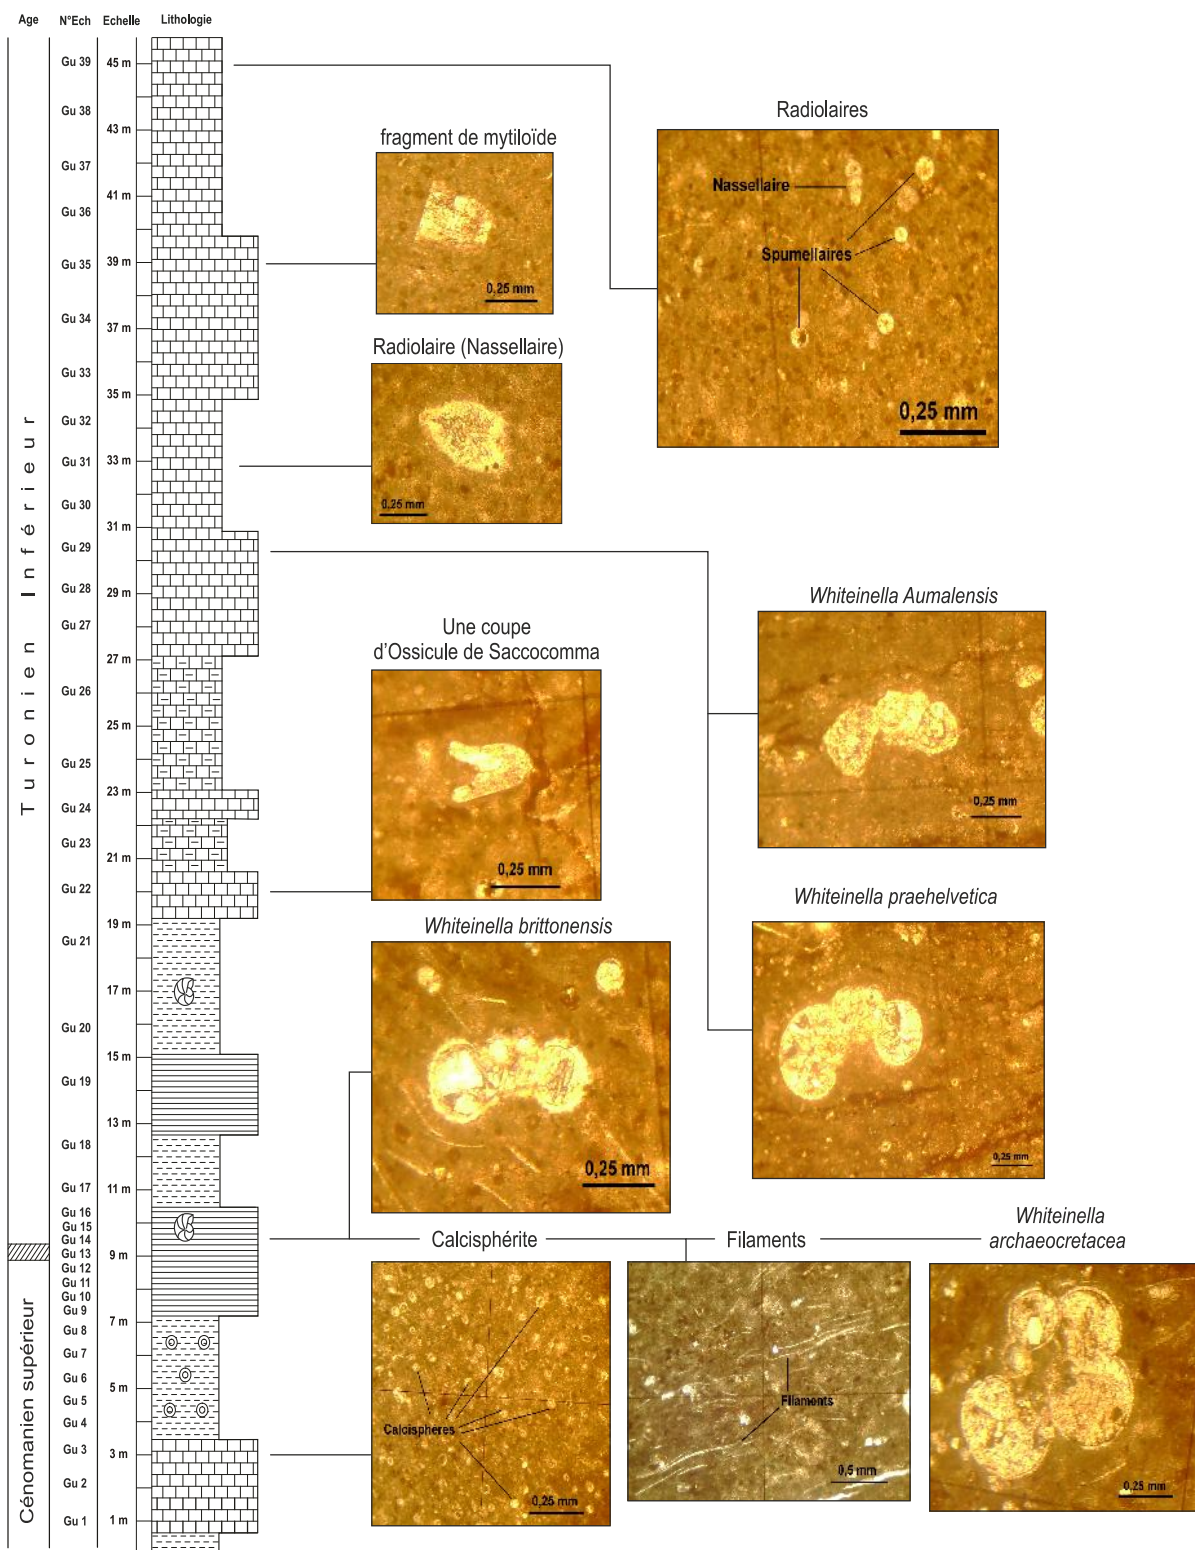 Age N°Ech Echelle Lithologie
Gu 39 45 m
Gu 38
43 m
Gu 37
41 m
Gu 36
Gu 35 39 m
Gu 34
37 m
Gu 33
35 m
Gu 32
Gu 31 33 m
Gu 30
31 m
Gu 29
Gu 28 29 m
Gu 27
27 m
Gu 26
25 m
Gu 25
23 m
Gu 24
Gu 23
21 m
Gu 22
19 m
Gu 21
17 m
Gu 20
15 m
Gu 19
13 m
Gu 18
Gu 17 11 m
Gu 16
Gu 15
Gu 14
Gu 13 9 m
Gu 12
Gu 11
Gu 10
Gu 9
7 m
Gu 8
Gu 7
Gu 6
5 m
Gu 5
Gu 4
Gu 3 3 m
Gu 2
Gu 1 1 m
Turonien Inférieur
Cénomanien supérieur
Radiolaires
Nassellaire
Spumellaires
0,25 mm
fragment de mytiloïde
0,25 mm
Radiolaire (Nassellaire)
0,25 mm
Whiteinella Aumalensis
0,25 mm
Une coupe
d'Ossicule de Saccocomma
0,25 mm
Whiteinella praehelvetica
0,25 mm
Whiteinella brittonensis
0,25 mm
Calcisphérite
Calcispheres
0,25 mm
Filaments
Filaments
0,5 mm
Whiteinella
archaeocretacea
0,25 mm